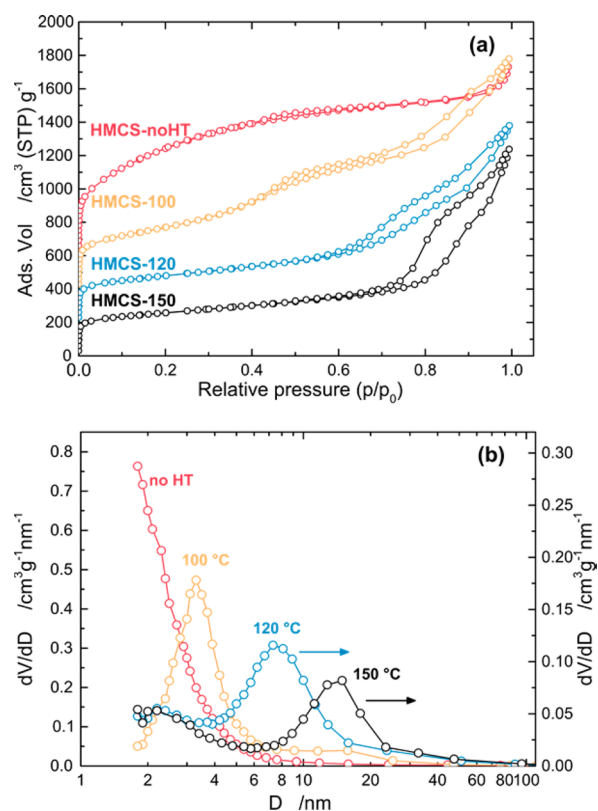 (a)
2000
1800
1600
1400
1200
1000
800
600
400
200
0
Ads. Vol /cm³ (STP) g⁻¹
HMCS-noHT
HMCS-100
HMCS-120
HMCS-150
0.0 0.2 0.4 0.6 0.8 1.0
Relative pressure (p/p₀)
(b)
0.8
0.7
0.6
0.5
0.4
0.3
0.2
0.1
0.0
dV/dD /cm³g⁻¹nm⁻¹
no HT
100 °C
120 °C
150 °C
0.30
0.25
0.20
0.15
0.10
0.05
0.00
dV/dD /cm³g⁻¹nm⁻¹
1 2 4 6 8 10 20 40 60 80 100
D /nm